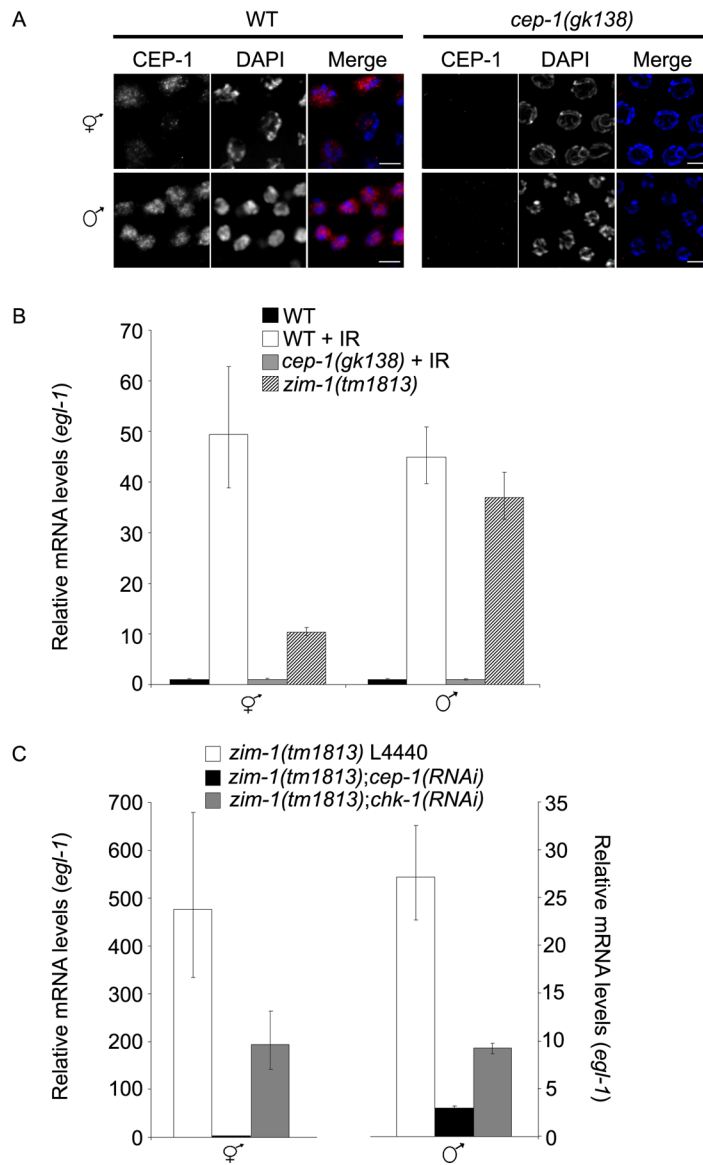 A
WT
cep-1(gk138)
CEP-1 DAPI Merge
CEP-1 DAPI Merge
⚥
♂
B
WT
WT + IR
cep-1(gk138) + IR
zim-1(tm1813)
Relative mRNA levels (egl-1)
70
60
50
40
30
20
10
0
⚥
♂
C
zim-1(tm1813) L4440
zim-1(tm1813);cep-1(RNAi)
zim-1(tm1813);chk-1(RNAi)
Relative mRNA levels (egl-1)
700
600
500
400
300
200
100
0
35
30
25
20
15
10
5
0
Relative mRNA levels (egl-1)
⚥
♂